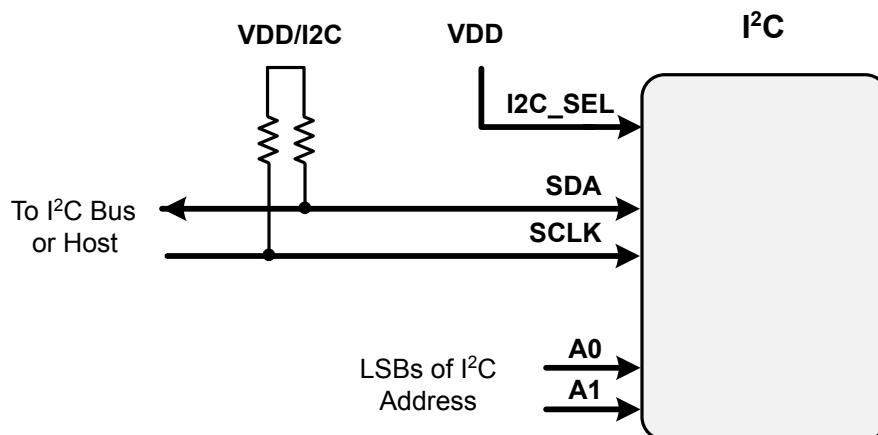 VDD/I2C
VDD
I²C
I2C_SEL
SDA
To I²C Bus
or Host
SCLK
A0
LSBs of I²C
Address
A1